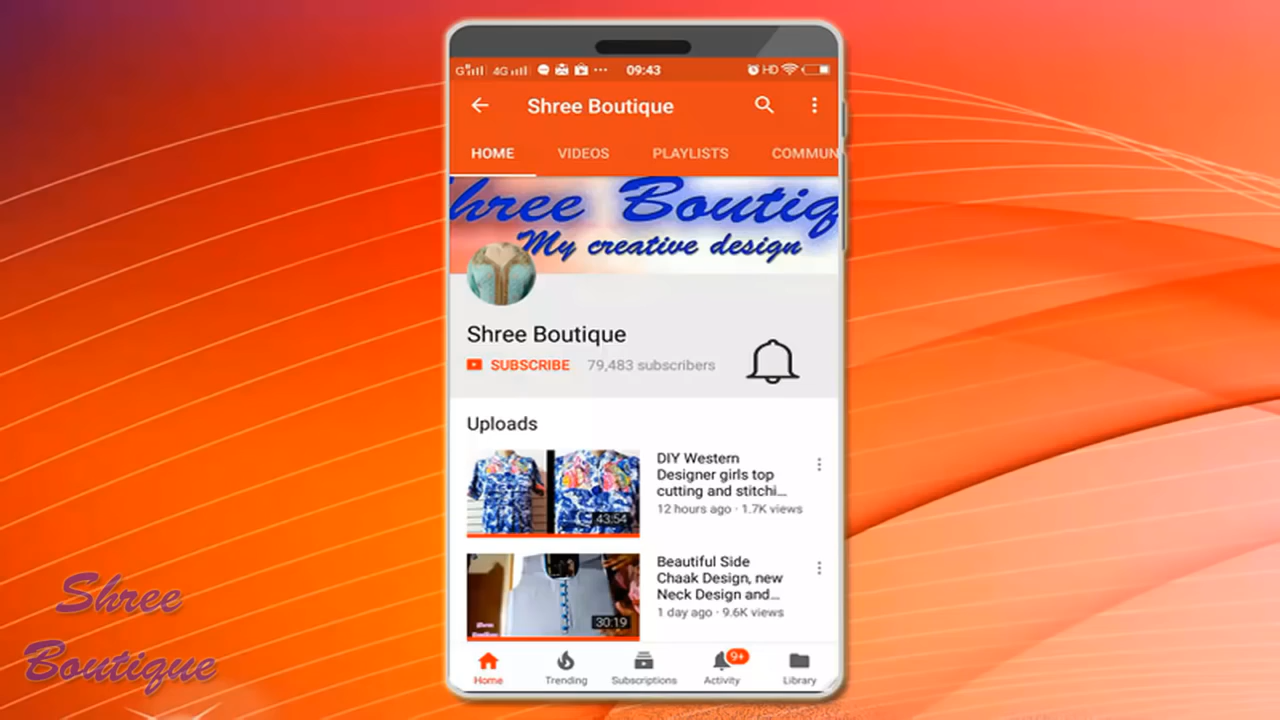 G 4G 09:43 HD
Shree Boutique
HOME VIDEOS PLAYLISTS COMMUN
hree Boutiq
My creative design
Shree Boutique
SUBSCRIBE 79,483 subscribers
Uploads
DIY Western
Designer girls top
cutting and stitchi...
12 hours ago · 1.7K views
43:54
Beautiful Side
Chaak Design, new
Neck Design and...
1 day ago · 9.6K views
30:19
9+
Home Trending Subscriptions Activity Library
Shree
Boutique